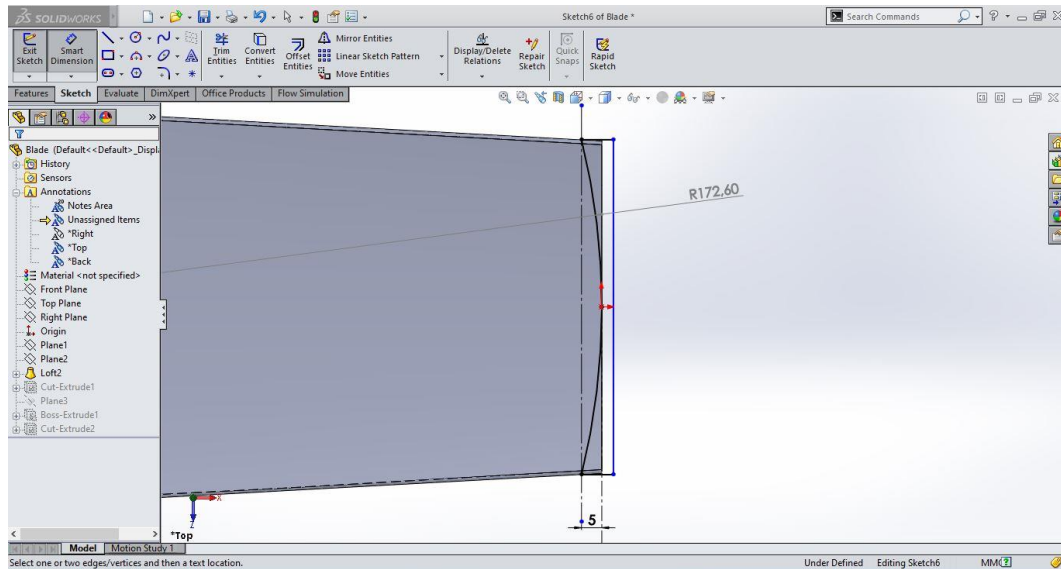 SOLIDWORKS
Sketch6 of Blade *
Search Commands
Exit Sketch
Smart Dimension
Trim Entities
Convert Entities
Offset Entities
Mirror Entities
Linear Sketch Pattern
Move Entities
Display/Delete Relations
Repair Sketch
Quick Snaps
Rapid Sketch
Features
Sketch
Evaluate
DimXpert
Office Products
Flow Simulation
Blade (Default<<Default>_Displ
History
Sensors
Annotations
Notes Area
Unassigned Items
*Right
*Top
*Back
Material <not specified>
Front Plane
Top Plane
Right Plane
Origin
Plane1
Plane2
Loft2
Cut-Extrude1
Plane3
Boss-Extrude1
Cut-Extrude2
R172,60
5
X
Z
*Top
Model
Motion Study 1
Select one or two edges/vertices and then a text location.
Under Defined
Editing Sketch6